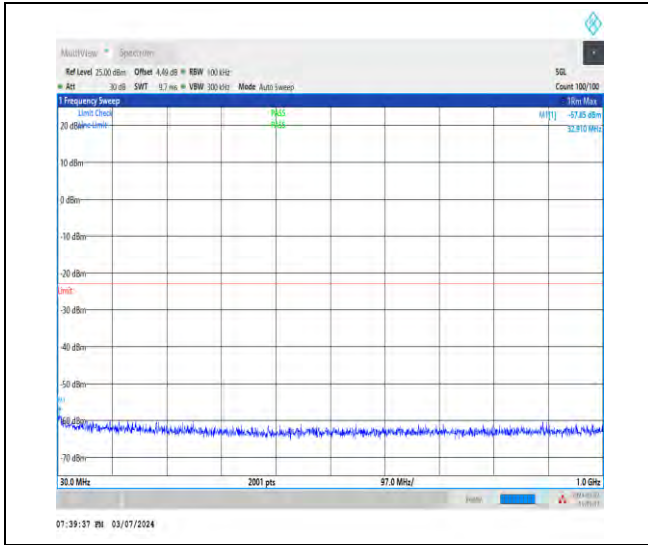 MultiView Spectrum
Ref Level 25.00 dBm Offset 4.49 dB RBW 100 kHz SGL
Att 30 dB SWT 9.7 ms VBW 300 kHz Mode Auto Sweep Count 100/100
1 Frequency Sweep 1Rm Max
Limit Check PASS M1[1] -57.85 dBm
Line Limit PASS 32.910 MHz
20 dBm
10 dBm
0 dBm
-10 dBm
-20 dBm
Limit
-30 dBm
-40 dBm
-50 dBm
M1
-60 dBm
-70 dBm
30.0 MHz 2001 pts 97.0 MHz/ 1.0 GHz
07:39:37 PM 03/07/2024